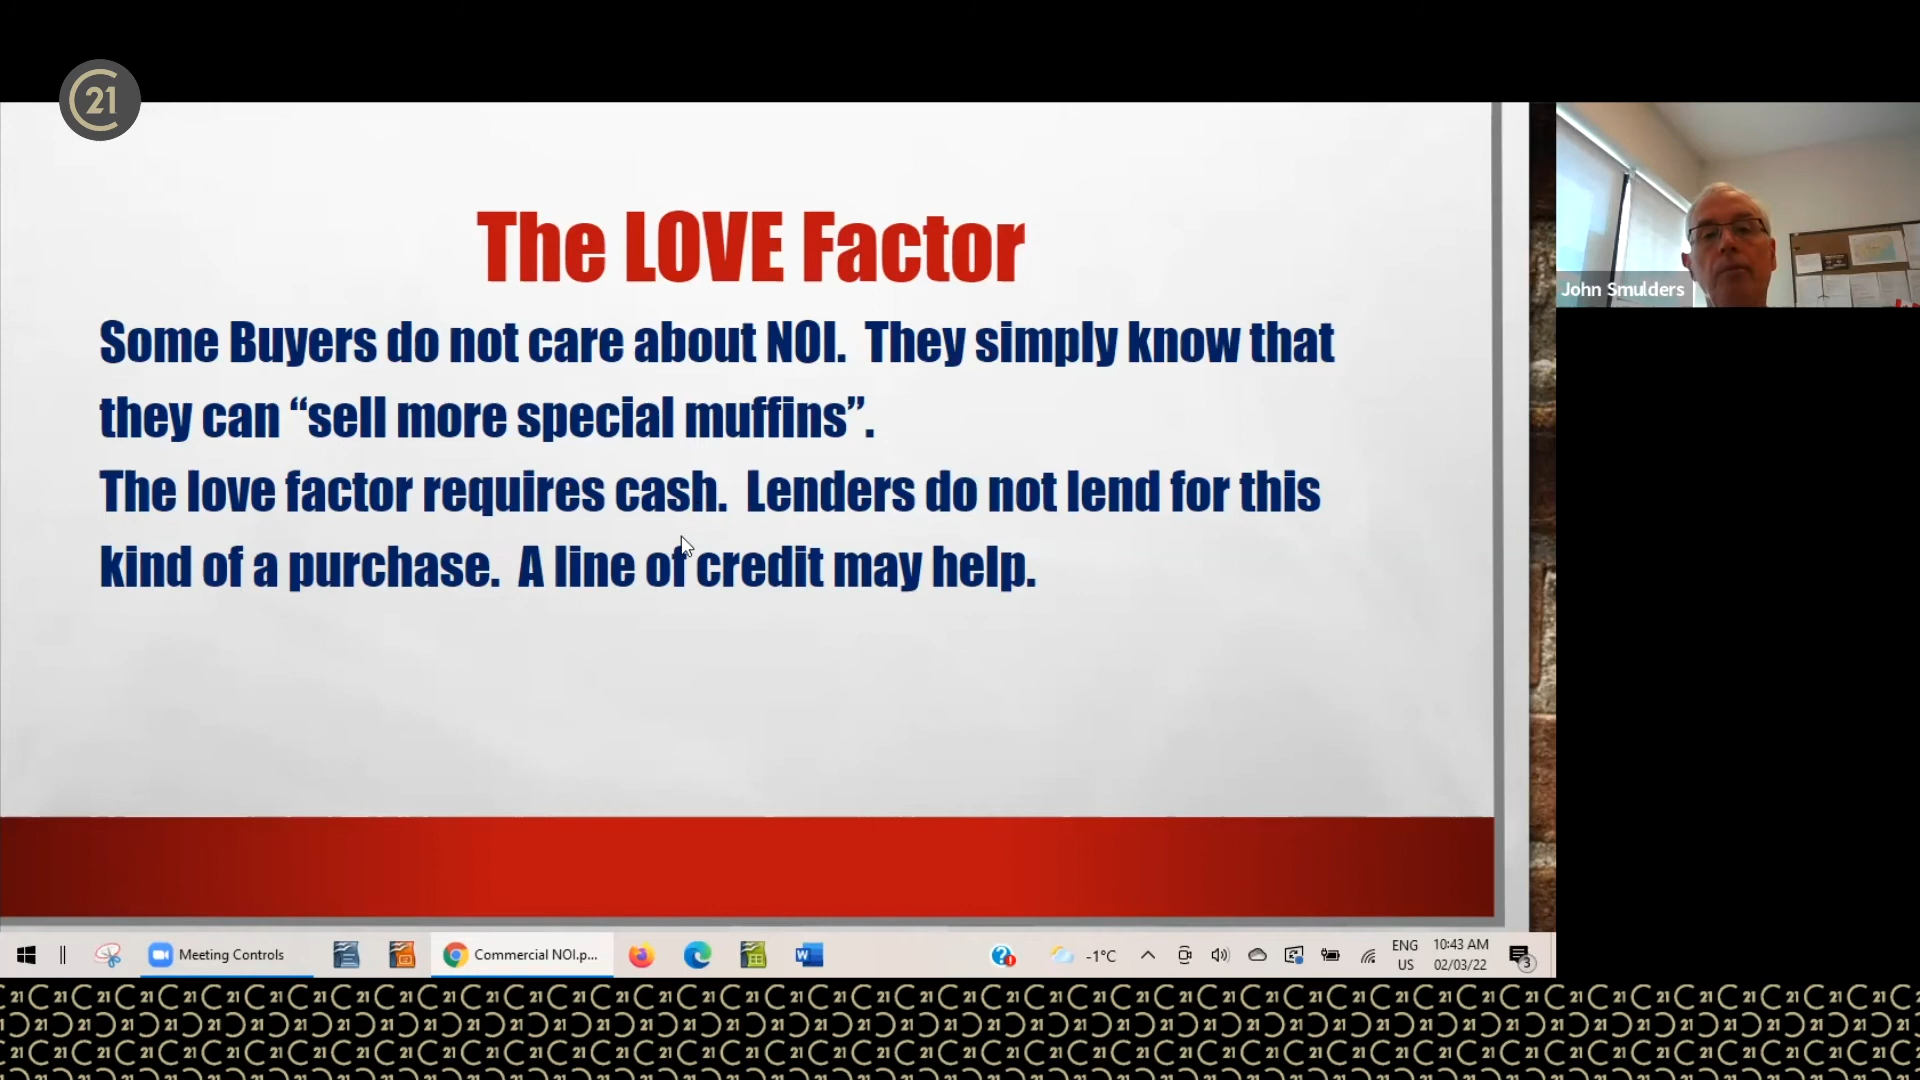 21
The LOVE Factor
Some Buyers do not care about NOI. They simply know that
they can “sell more special muffins”.
The love factor requires cash. Lenders do not lend for this
kind of a purchase. A line of credit may help.
John Smulders
Meeting Controls
Commercial NOI.p...
-1°C
ENG
US
10:43 AM
02/03/22
3